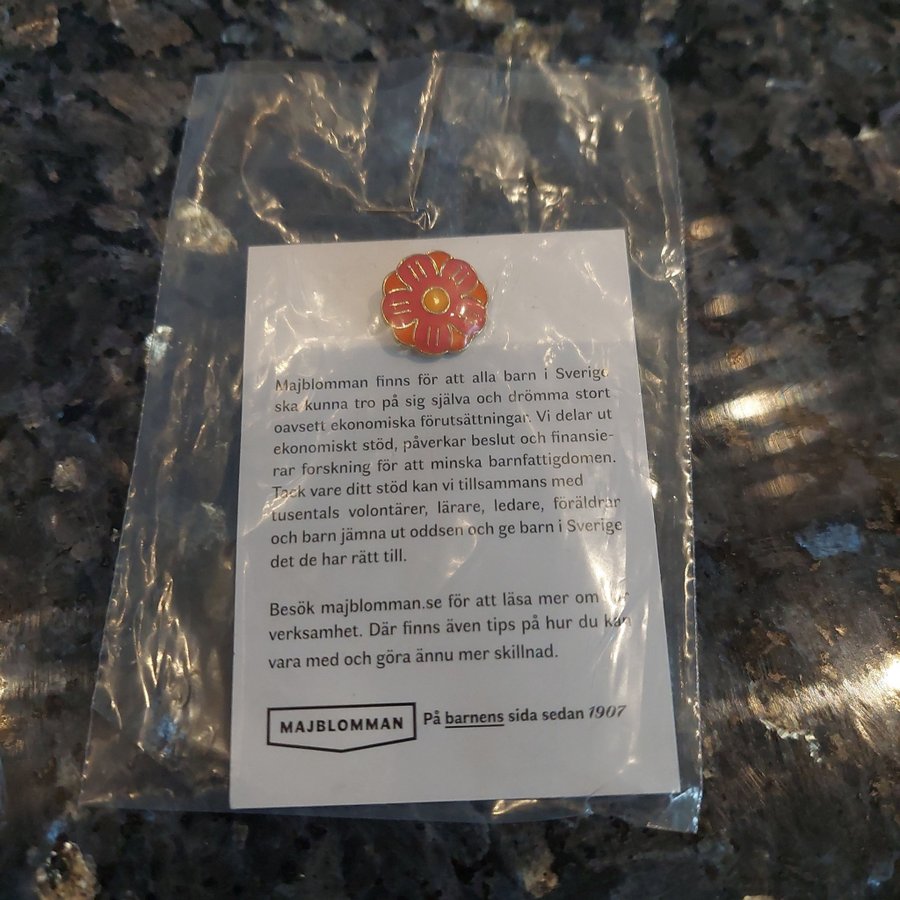 Majblomman finns för att alla barn i Sverige
ska kunna tro på sig själva och drömma stort
oavsett ekonomiska förutsättningar. Vi delar ut
ekonomiskt stöd, påverkar beslut och finansie-
rar forskning för att minska barnfattigdomen.
Tack vare ditt stöd kan vi tillsammans med
tusentals volontärer, lärare, ledare, föräldrar
och barn jämna ut oddsen och ge barn i Sverige
det de har rätt till.
Besök majblomman.se för att läsa mer om
verksamhet. Där finns även tips på hur du kan
vara med och göra ännu mer skillnad.
MAJBLOMMAN På barnens sida sedan 1907